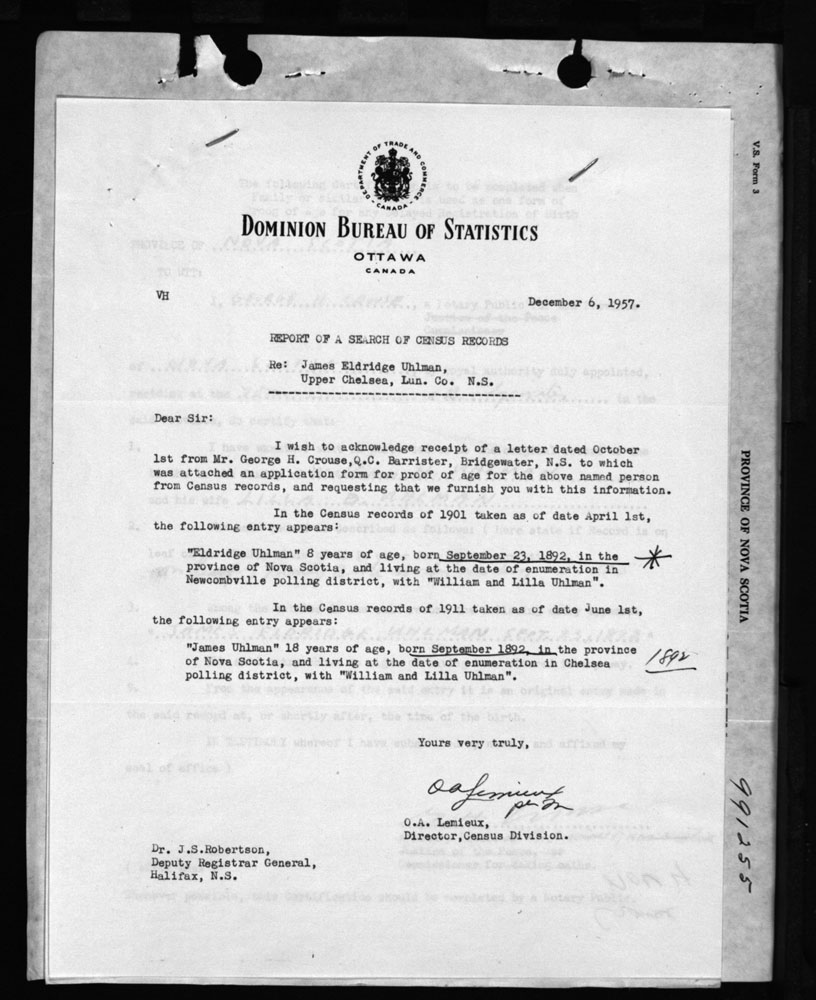 DEPARTMENT OF TRADE AND COMMERCE
CANADA
DOMINION BUREAU OF STATISTICS
OTTAWA
CANADA
VH
December 6, 1957.
REPORT OF A SEARCH OF CENSUS RECORDS
Re: James Eldridge Uhlman,
Upper Chelsea, Lun. Co. N.S.
Dear Sir:
I wish to acknowledge receipt of a letter dated October
1st from Mr. George H. Crouse,Q.C. Barrister, Bridgewater, N.S. to which
was attached an application form for proof of age for the above named person
from Census records, and requesting that we furnish you with this information.
In the Census records of 1901 taken as of date April 1st,
the following entry appears:
"Eldridge Uhlman" 8 years of age, born September 23, 1892, in the
province of Nova Scotia, and living at the date of enumeration in
Newcombville polling district, with "William and Lilla Uhlman".
In the Census records of 1911 taken as of date June 1st,
the following entry appears:
"James Uhlman" 18 years of age, born September 1892, in the province
of Nova Scotia, and living at the date of enumeration in Chelsea
polling district, with "William and Lilla Uhlman".
1892
Yours very truly,
O A Lemieux
per
O.A. Lemieux,
Director,Census Division.
Dr. J.S.Robertson,
Deputy Registrar General,
Halifax, N.S.
V.S. Form 3
PROVINCE OF NOVA SCOTIA
991255